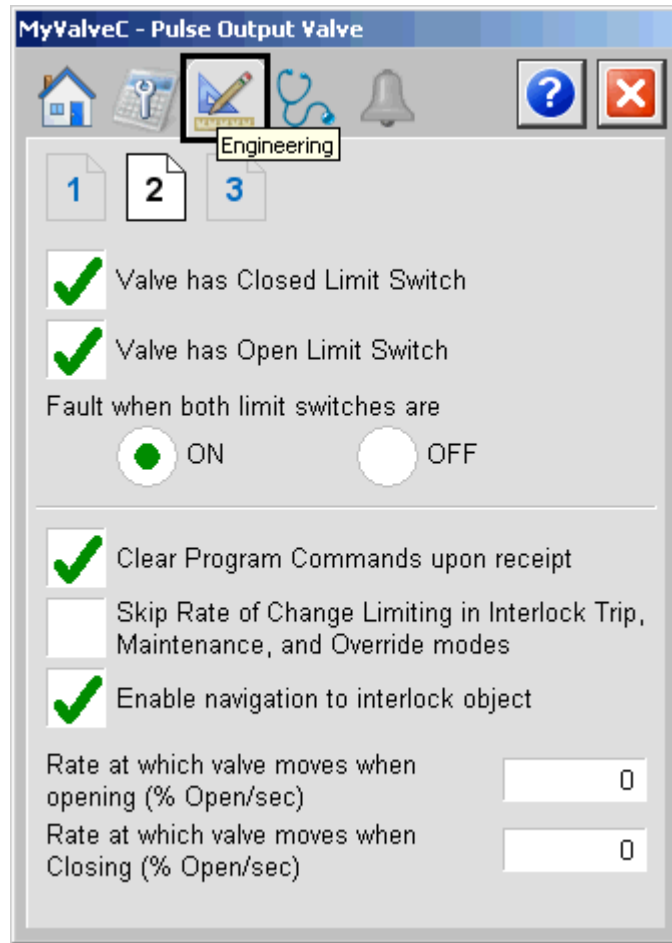 MyValveC - Pulse Output Valve
?
Engineering
1 2 3
Valve has Closed Limit Switch
Valve has Open Limit Switch
Fault when both limit switches are
ON OFF
Clear Program Commands upon receipt
Skip Rate of Change Limiting in Interlock Trip,
Maintenance, and Override modes
Enable navigation to interlock object
Rate at which valve moves when
opening (% Open/sec) 0
Rate at which valve moves when
Closing (% Open/sec) 0